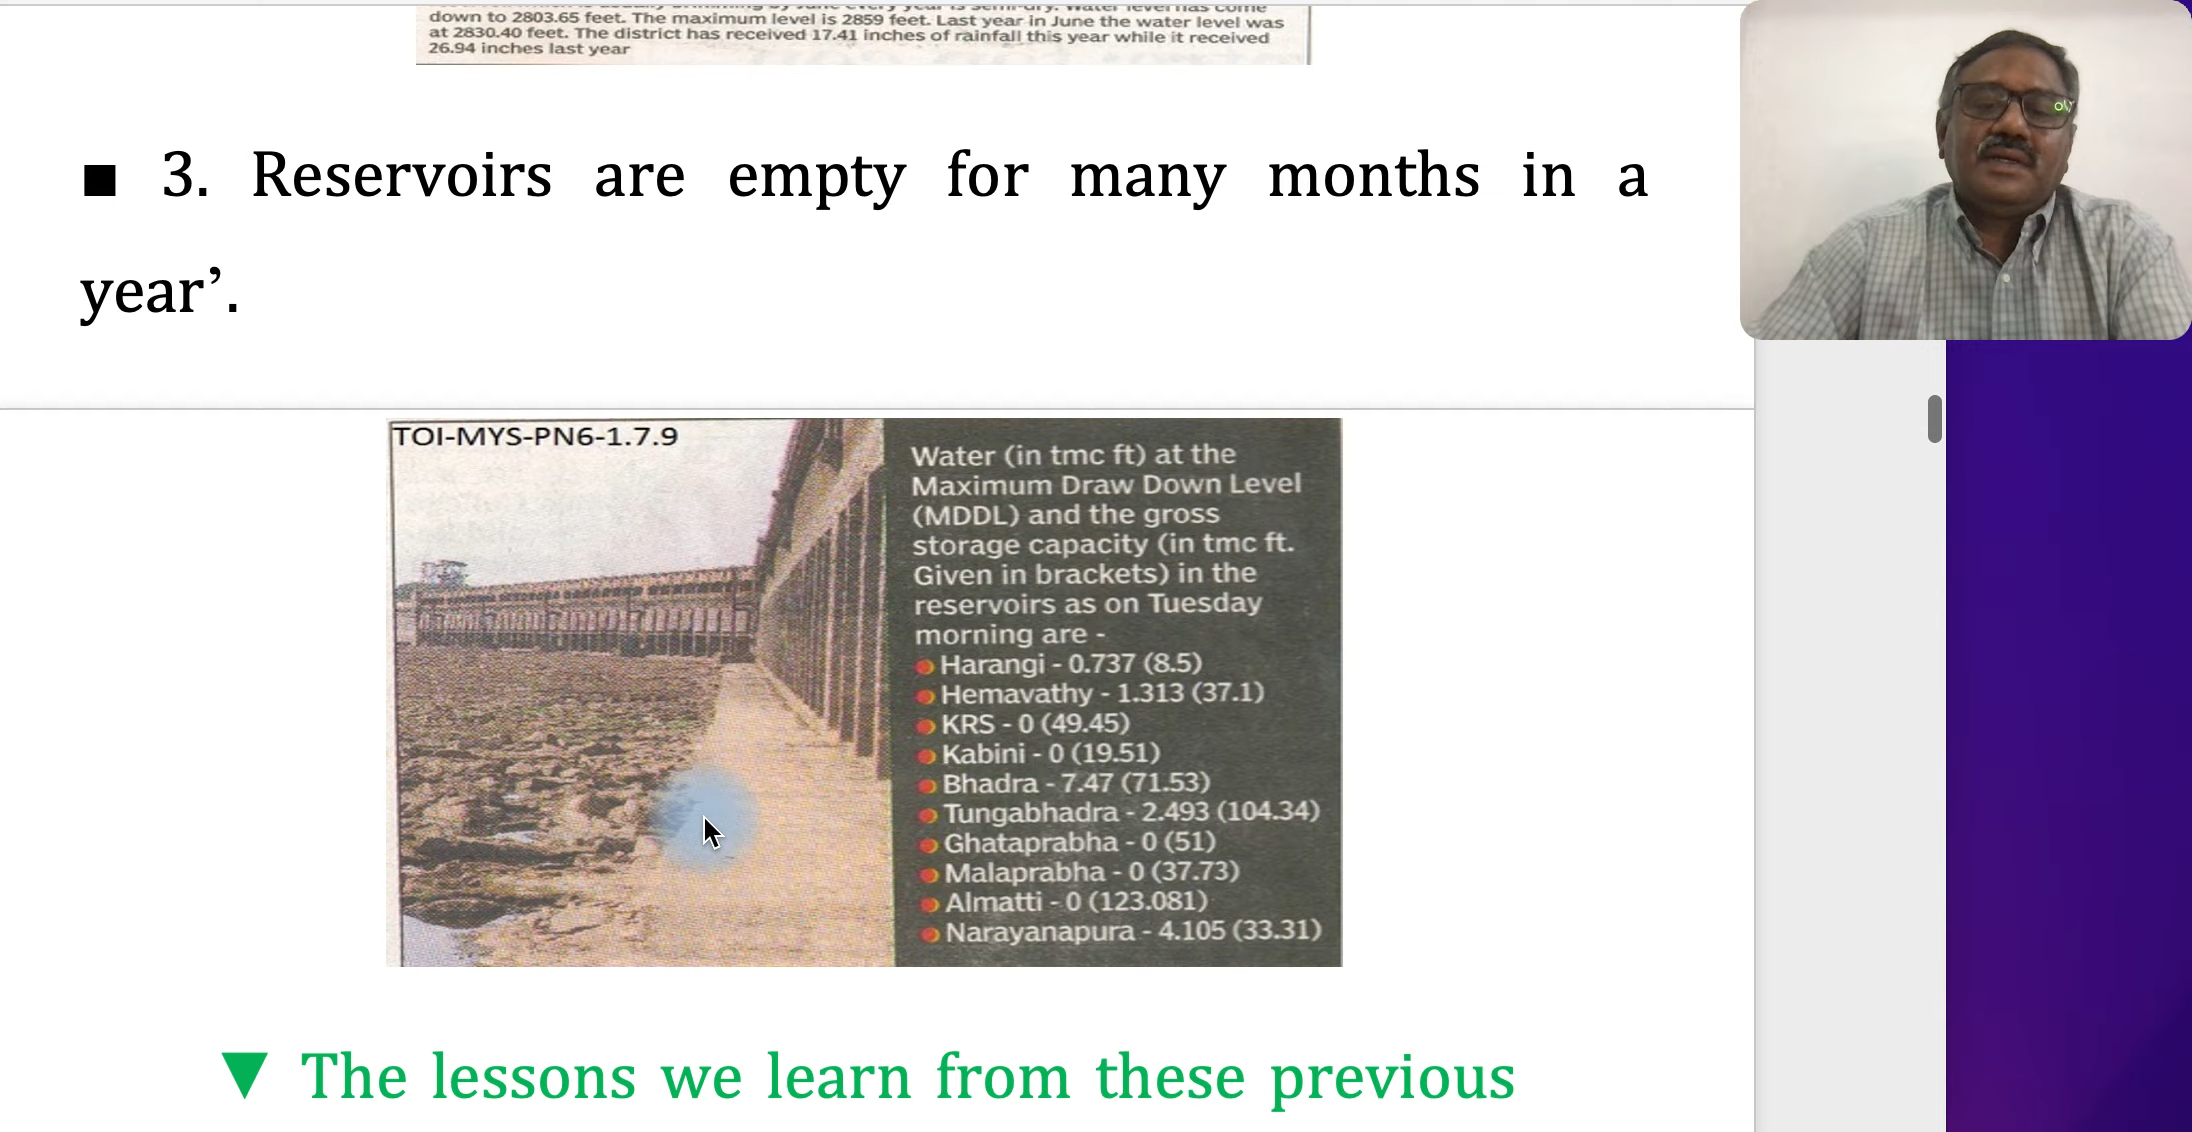 down to 2803.65 feet. The maximum level is 2859 feet. Last year in June the water level was
at 2830.40 feet. The district has received 17.41 inches of rainfall this year while it received
26.94 inches last year
■ 3. Reservoirs are empty for many months in a
year’.
TOI-MYS-PN6-1.7.9
Water (in tmc ft) at the
Maximum Draw Down Level
(MDDL) and the gross
storage capacity (in tmc ft.
Given in brackets) in the
reservoirs as on Tuesday
morning are -
Harangi - 0.737 (8.5)
Hemavathy - 1.313 (37.1)
KRS - 0 (49.45)
Kabini - 0 (19.51)
Bhadra - 7.47 (71.53)
Tungabhadra - 2.493 (104.34)
Ghataprabha - 0 (51)
Malaprabha - 0 (37.73)
Almatti - 0 (123.081)
Narayanapura - 4.105 (33.31)
▼ The lessons we learn from these previous